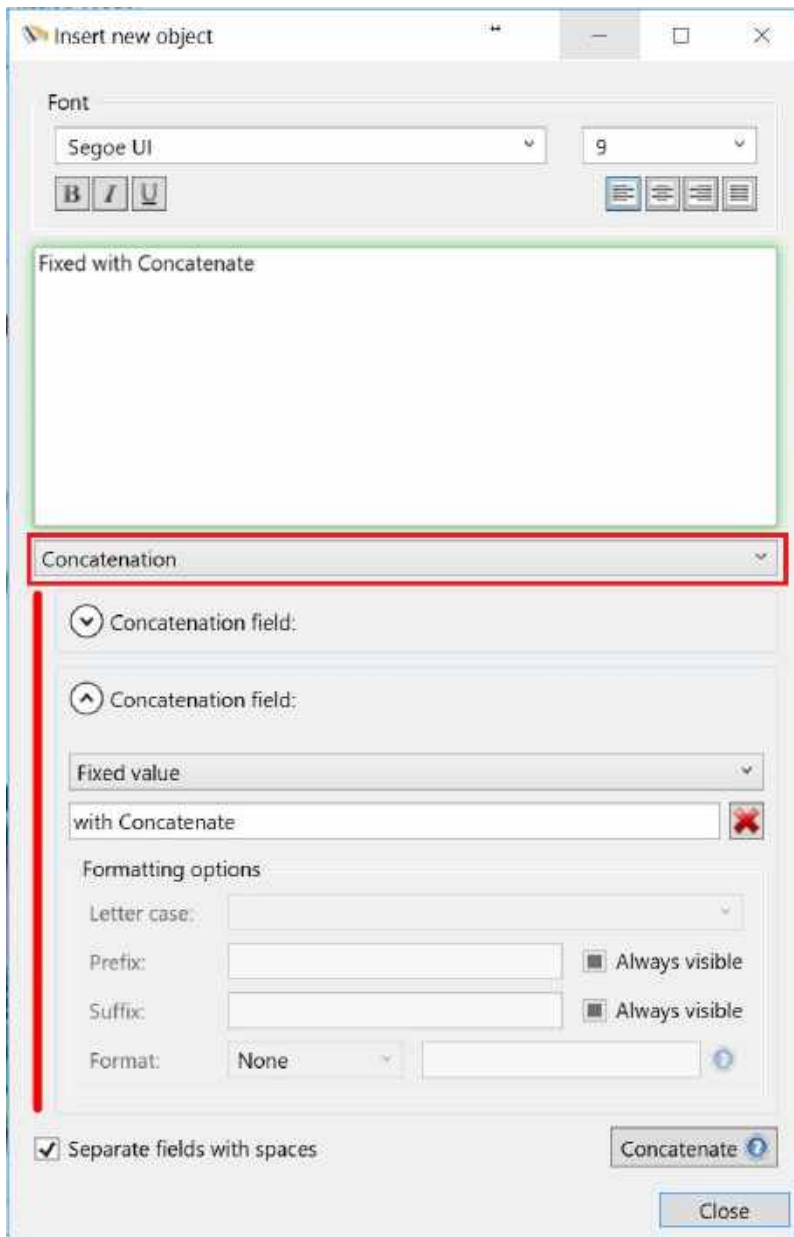 Insert new object
Font
Segoe UI 9
B I U
Fixed with Concatenate
Concatenation
Concatenation field:
Concatenation field:
Fixed value
with Concatenate
Formatting options
Letter case:
Prefix: Always visible
Suffix: Always visible
Format: None
Separate fields with spaces Concatenate
Close